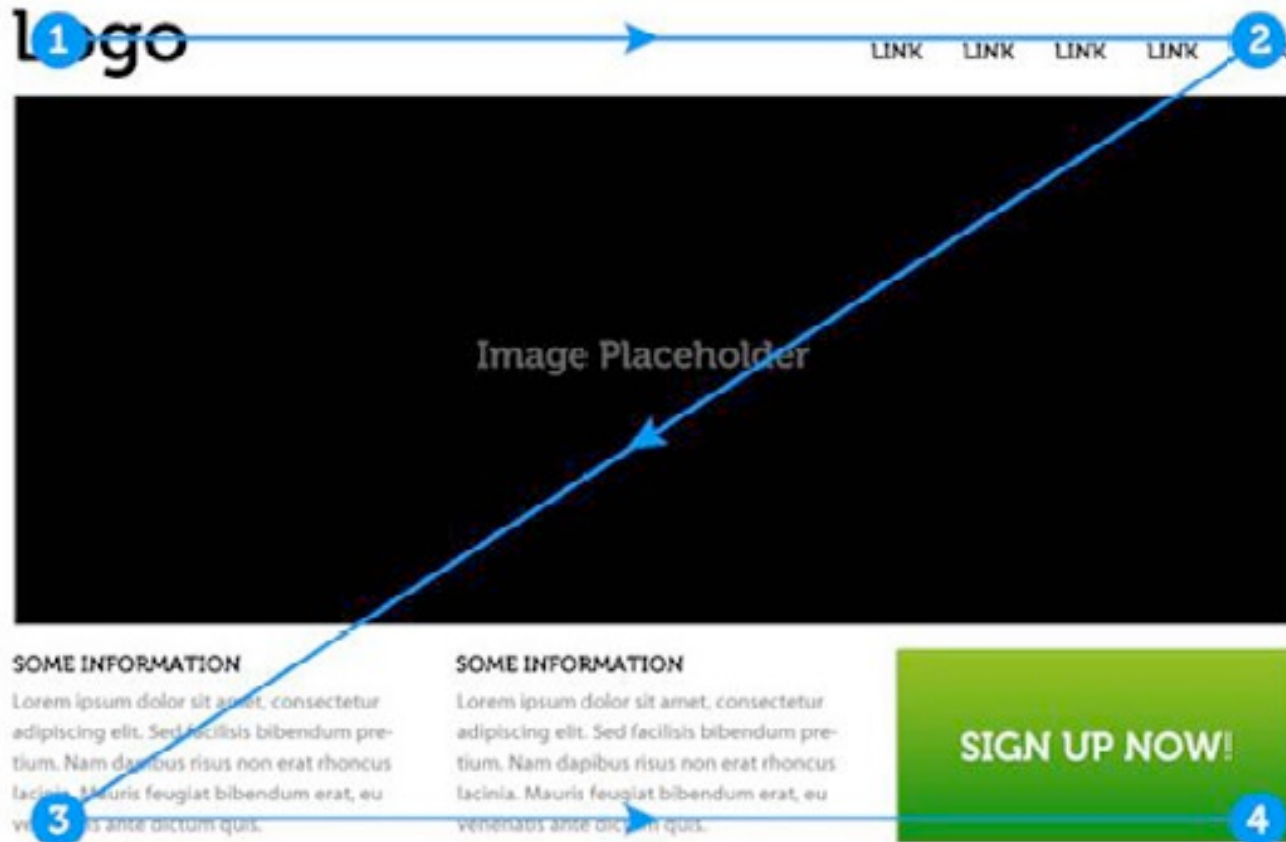 Logo
1
LINK LINK LINK LINK
2
Image Placeholder
SOME INFORMATION
Lorem ipsum dolor sit amet, consectetur
adipiscing elit. Sed facilisis bibendum pre-
tium. Nam dapibus risus non erat rhoncus
lacinia. Mauris feugiat bibendum erat, eu
venenatis ante dictum quis.
3
SOME INFORMATION
Lorem ipsum dolor sit amet, consectetur
adipiscing elit. Sed facilisis bibendum pre-
tium. Nam dapibus risus non erat rhoncus
lacinia. Mauris feugiat bibendum erat, eu
venenatis ante dictum quis.
SIGN UP NOW!
4